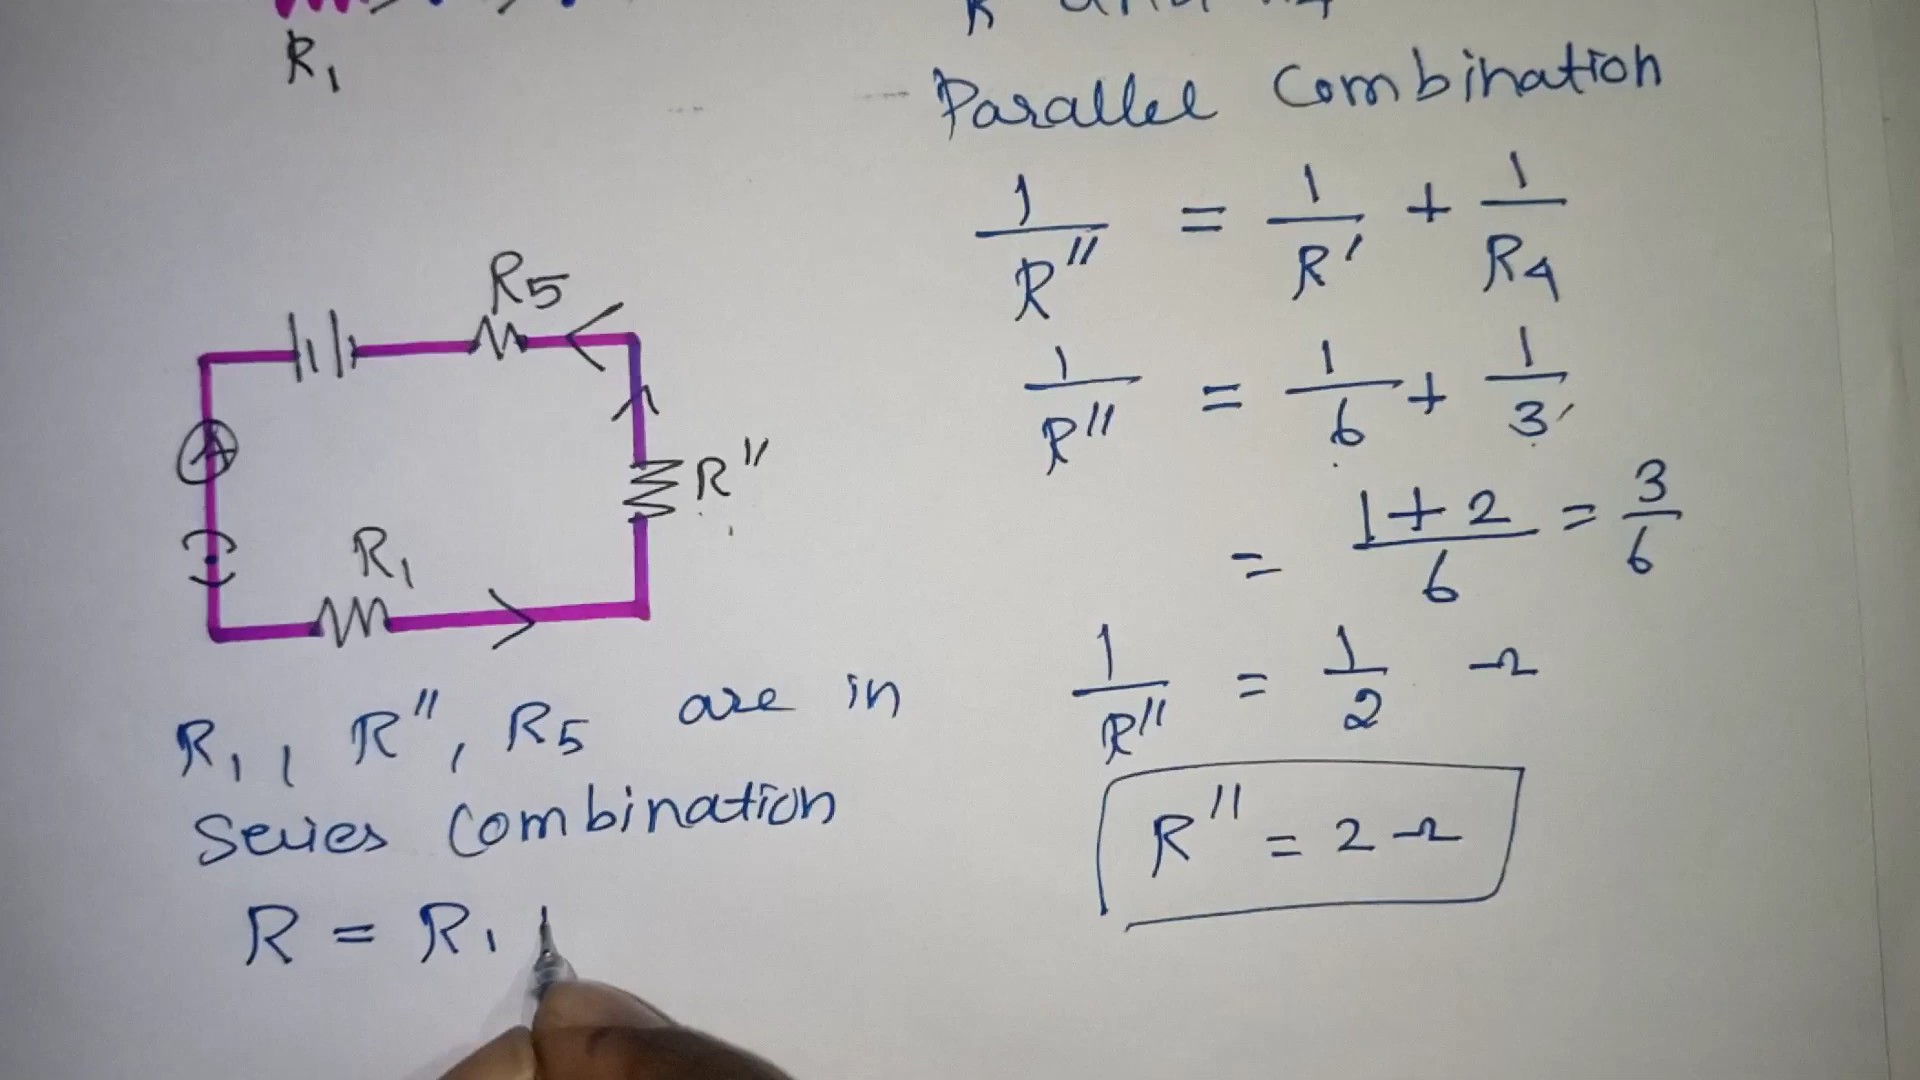 R₁
Parallel Combination
1/R'' = 1/R' + 1/R4
1/R'' = 1/6 + 1/3
= 1+2/6 = 3/6
1/R'' = 1/2 Ω
R'' = 2 Ω
R5
A
R''
R₁
R₁, R'', R5 are in
Series Combination
R = R₁